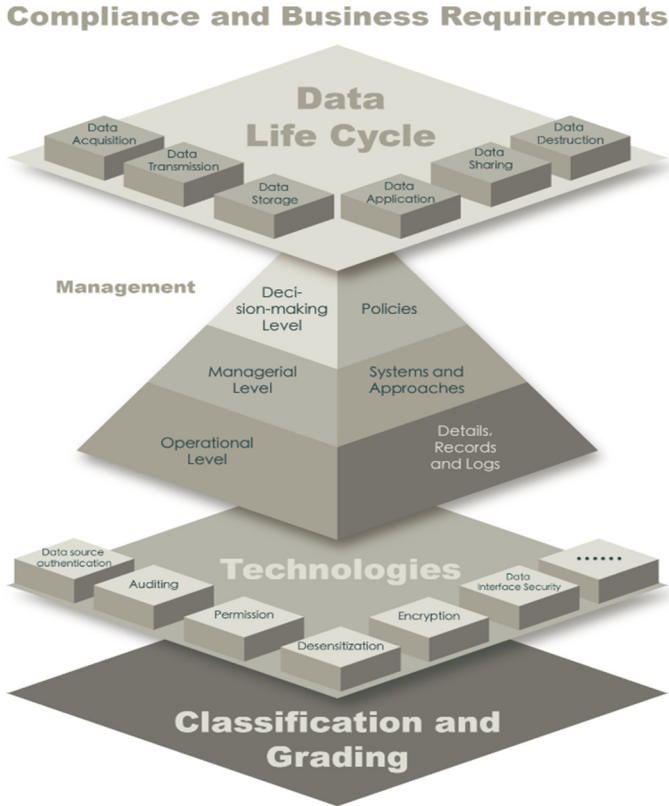 Compliance and Business Requirements
Data
Life Cycle
Data
Acquisition
Data
Transmission
Data
Storage
Data
Application
Data
Sharing
Data
Destruction
Management
Deci-
sion-making
Level
Policies
Managerial
Level
Systems and
Approaches
Operational
Level
Details,
Records
and Logs
Technologies
Data source
authentication
Auditing
Permission
Desensitization
Encryption
Data
Interface Security
......
Classification and
Grading